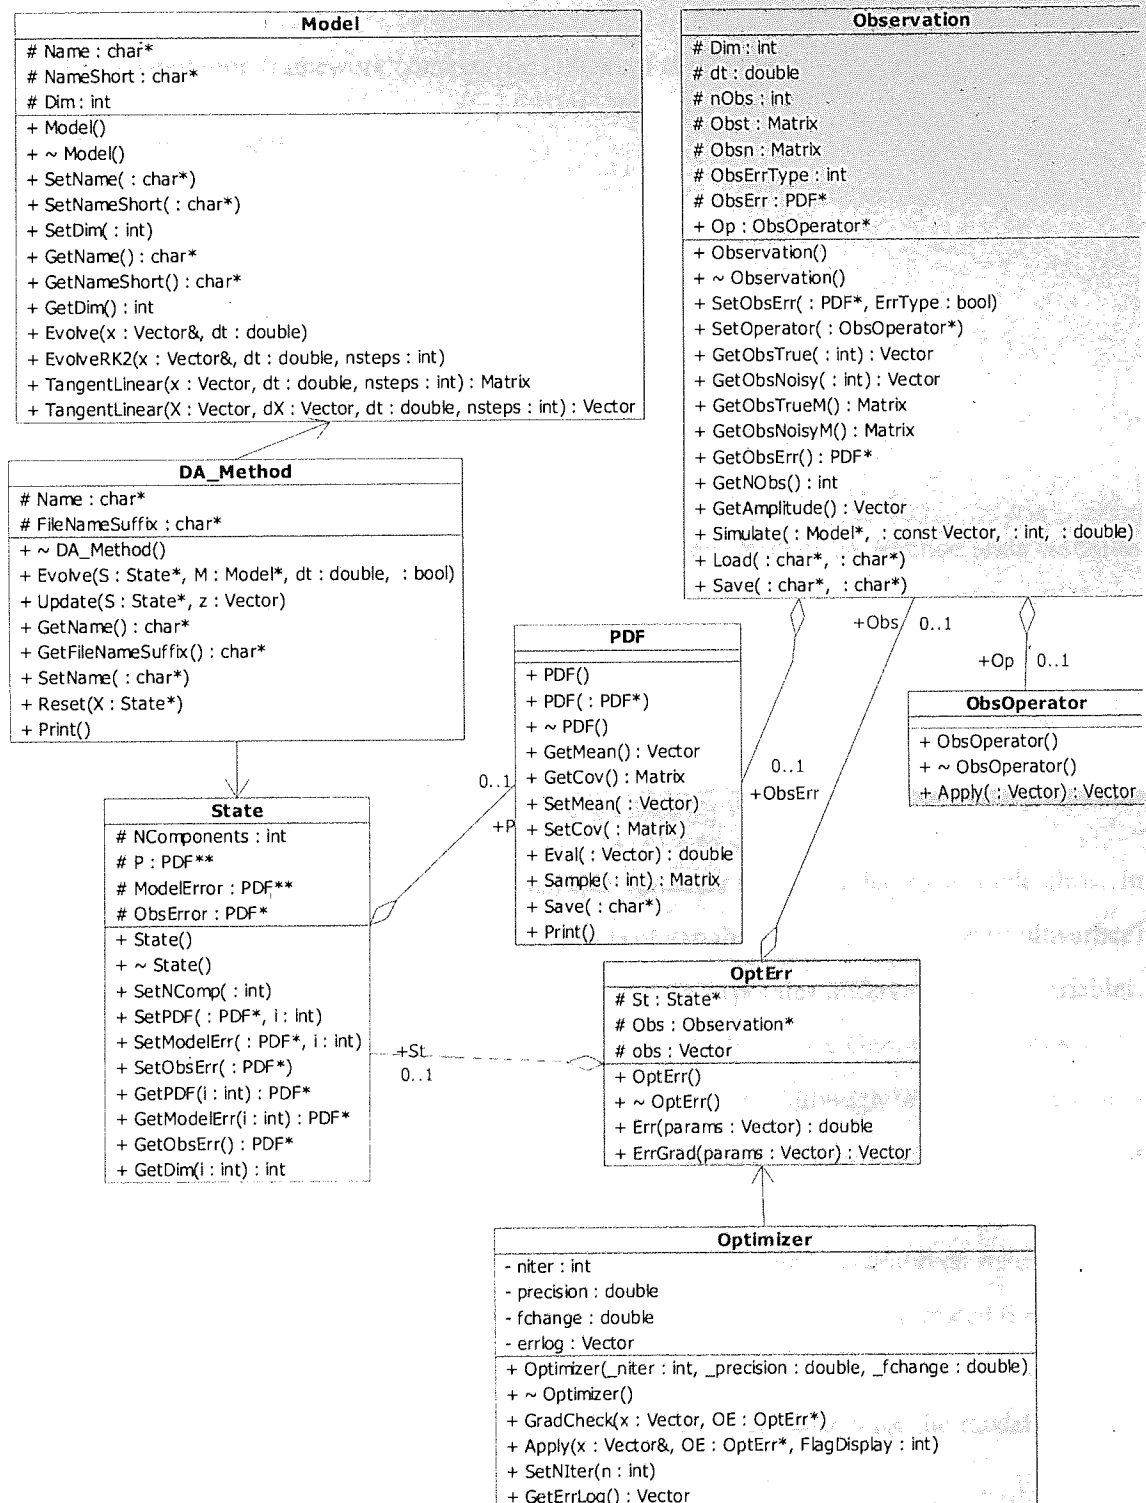 Model
# Name : char*
# NameShort : char*
# Dim : int
+ Model()
+ ~ Model()
+ SetName( : char*)
+ SetNameShort( : char*)
+ SetDim( : int)
+ GetName() : char*
+ GetNameShort() : char*
+ GetDim() : int
+ Evolve(x : Vector&, dt : double)
+ EvolveRK2(x : Vector&, dt : double, nsteps : int)
+ TangentLinear(x : Vector, dt : double, nsteps : int) : Matrix
+ TangentLinear(X : Vector, dX : Vector, dt : double, nsteps : int) : Vector
Observation
# Dim : int
# dt : double
# nObs : int
# Obst : Matrix
# Obsn : Matrix
# ObsErrType : int
# ObsErr : PDF*
+ Op : ObsOperator*
+ Observation()
+ ~ Observation()
+ SetObsErr( : PDF*, ErrType : bool)
+ SetOperator( : ObsOperator*)
+ GetObsTrue( : int) : Vector
+ GetObsNoisy( : int) : Vector
+ GetObsTrueM() : Matrix
+ GetObsNoisyM() : Matrix
+ GetObsErr() : PDF*
+ GetNObs() : int
+ GetAmplitude() : Vector
+ Simulate( : Model*, : const Vector, : int, : double)
+ Load( : char*, : char*)
+ Save( : char*, : char*)
DA_Method
# Name : char*
# FileNameSuffix : char*
+ ~ DA_Method()
+ Evolve(S : State*, M : Model*, dt : double, : bool)
+ Update(S : State*, z : Vector)
+ GetName() : char*
+ GetFileNameSuffix() : char*
+ SetName( : char*)
+ Reset(X : State*)
+ Print()
+Obs 0..1
+Op 0..1
PDF
+ PDF()
+ PDF( : PDF*)
+ ~ PDF()
+ GetMean() : Vector
+ GetCov() : Matrix
+ SetMean( : Vector)
+ SetCov( : Matrix)
+ Eval( : Vector) : double
+ Sample( : int) : Matrix
+ Save( : char*)
+ Print()
ObsOperator
+ ObsOperator()
+ ~ ObsOperator()
+ Apply( : Vector) : Vector
0..1
+P
0..1
+ObsErr
State
# NComponents : int
# P : PDF**
# ModelError : PDF**
# ObsError : PDF*
+ State()
+ ~ State()
+ SetNComp( : int)
+ SetPDF( : PDF*, i : int)
+ SetModelErr( : PDF*, i : int)
+ SetObsErr( : PDF*)
+ GetPDF(i : int) : PDF*
+ GetModelErr(i : int) : PDF*
+ GetObsErr() : PDF*
+ GetDim(i : int) : int
+St
0..1
OptErr
# St : State*
# Obs : Observation*
# obs : Vector
+ OptErr()
+ ~ OptErr()
+ Err(params : Vector) : double
+ ErrGrad(params : Vector) : Vector
Optimizer
- niter : int
- precision : double
- fchange : double
- errlog : Vector
+ Optimizer(_niter : int, _precision : double, _fchange : double)
+ ~ Optimizer()
+ GradCheck(x : Vector, OE : OptErr*)
+ Apply(x : Vector&, OE : OptErr*, FlagDisplay : int)
+ SetNIter(n : int)
+ GetErrLog() : Vector